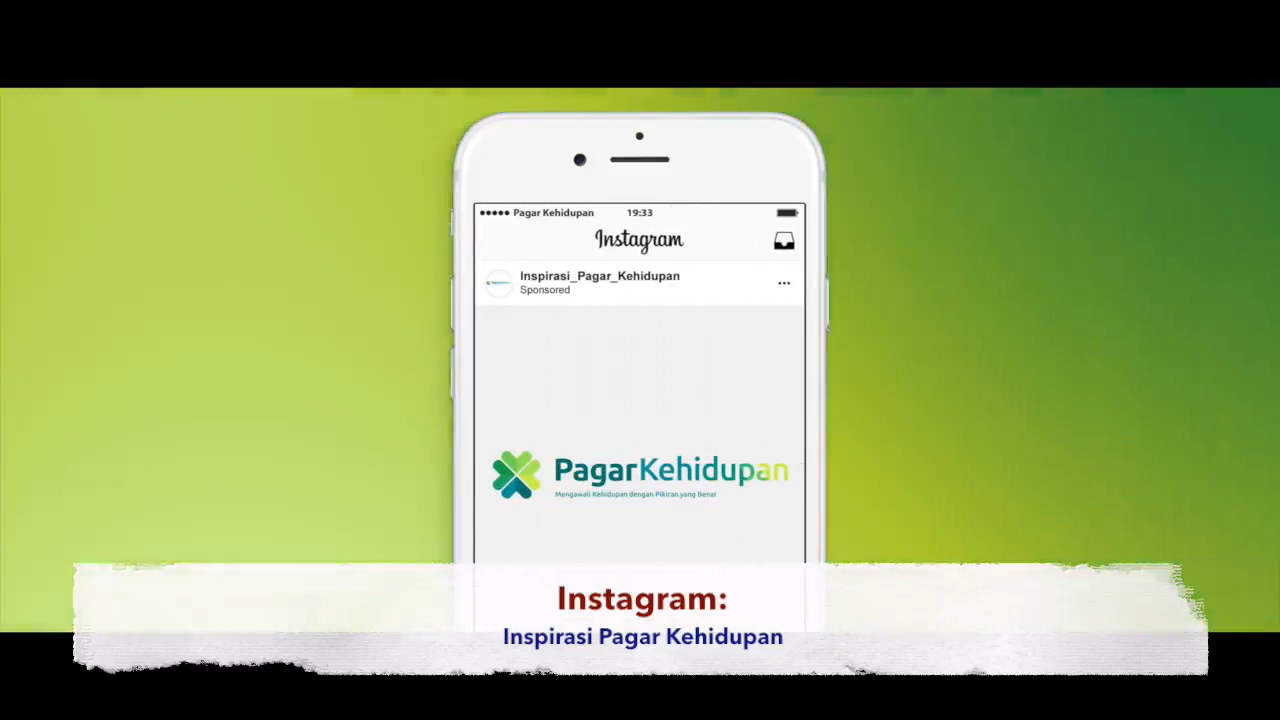 Pagar Kehidupan 19:33
Instagram
Inspirasi_Pagar_Kehidupan
Sponsored
PagarKehidupan
Mengawali Kehidupan dengan Pikiran yang Benar
Instagram:
Inspirasi Pagar Kehidupan